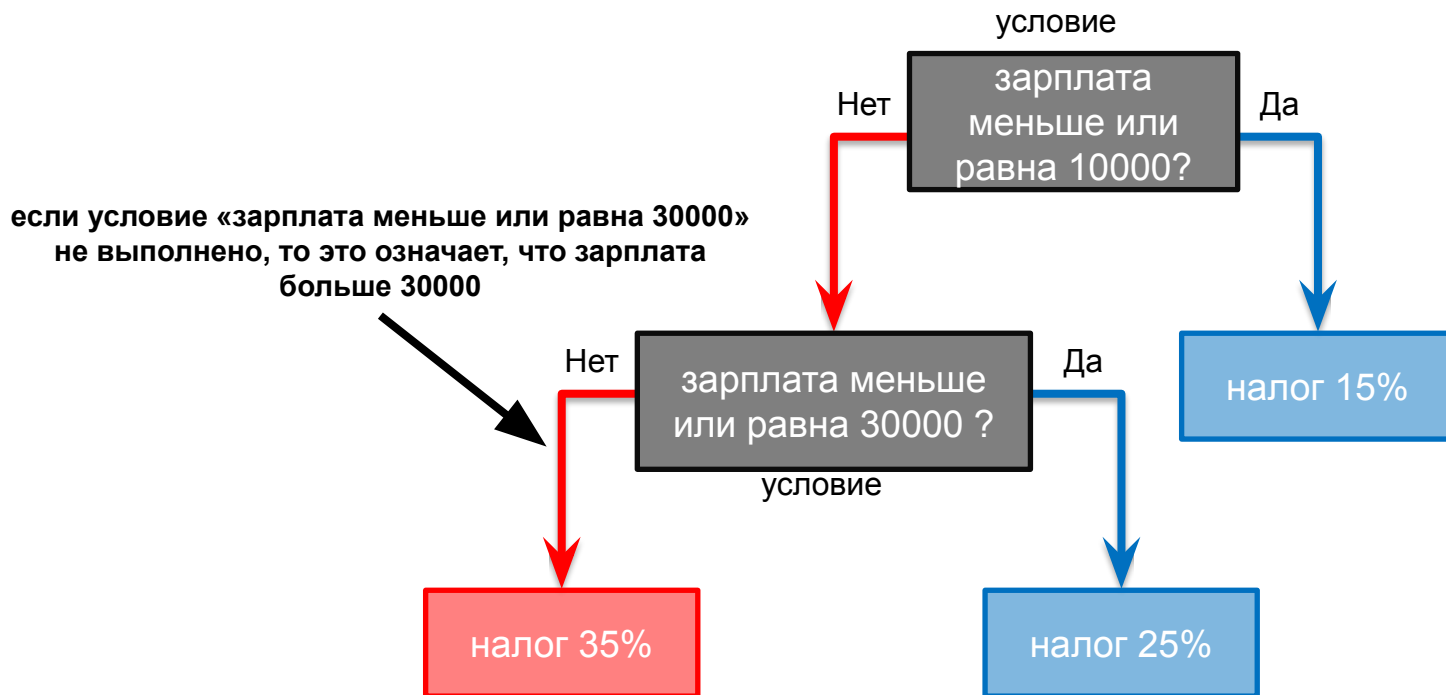 условие
зарплата
меньше или
равна 10000?
Нет
Да
если условие «зарплата меньше или равна 30000»
не выполнено, то это означает, что зарплата
больше 30000
Нет
зарплата меньше
или равна 30000 ?
Да
налог 15%
условие
налог 35%
налог 25%